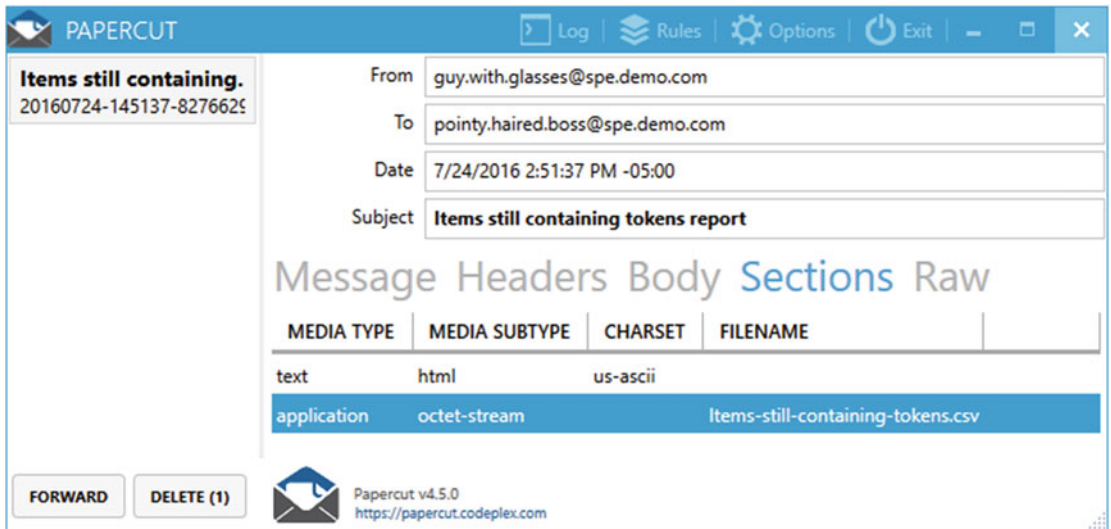 PAPERCUT Log Rules Options Exit
Items still containing.
20160724-145137-8276629
From guy.with.glasses@spe.demo.com
To pointy.haired.boss@spe.demo.com
Date 7/24/2016 2:51:37 PM -05:00
Subject Items still containing tokens report
Message Headers Body Sections Raw
MEDIA TYPE MEDIA SUBTYPE CHARSET FILENAME
text html us-ascii
application octet-stream Items-still-containing-tokens.csv
FORWARD DELETE (1)
Papercut v4.5.0
https://papercut.codeplex.com